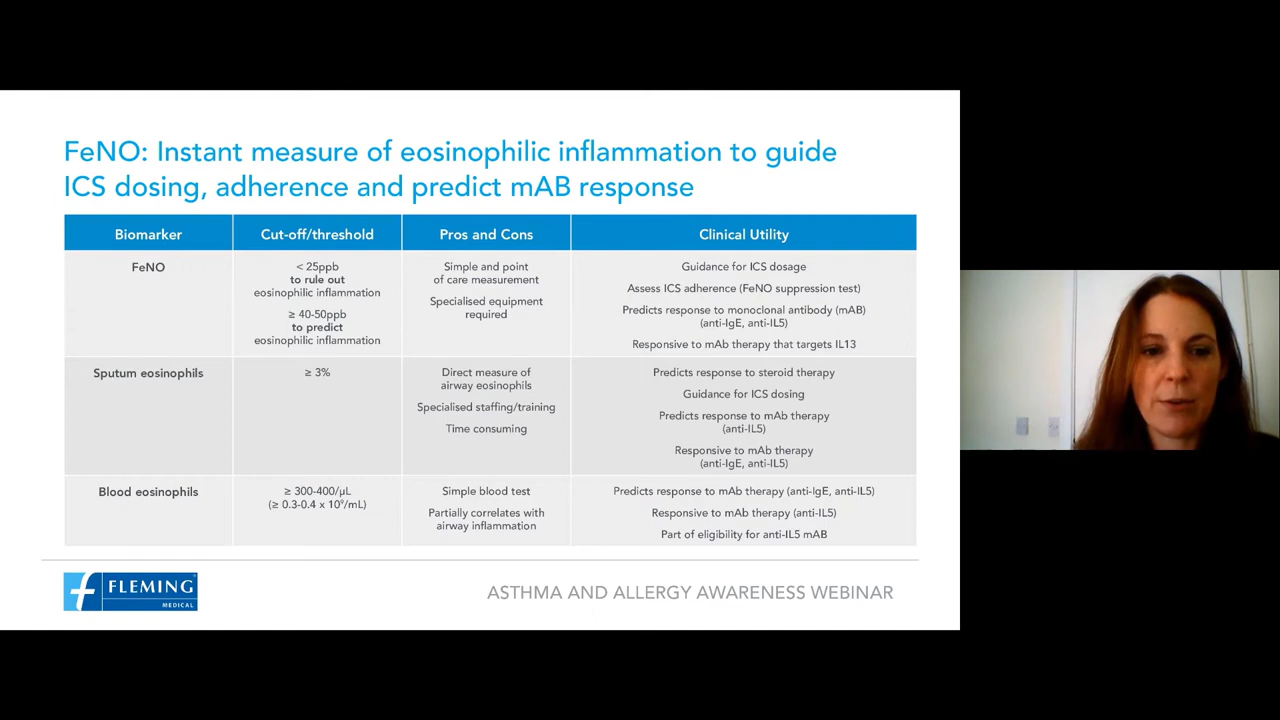 FeNO: Instant measure of eosinophilic inflammation to guide
ICS dosing, adherence and predict mAB response
Biomarker
Cut-off/threshold
Pros and Cons
Clinical Utility
FeNO
< 25ppb
to rule out
eosinophilic inflammation
≥ 40-50ppb
to predict
eosinophilic inflammation
Simple and point
of care measurement
Specialised equipment
required
Guidance for ICS dosage
Assess ICS adherence (FeNO suppression test)
Predicts response to monoclonal antibody (mAB)
(anti-IgE, anti-IL5)
Responsive to mAb therapy that targets IL13
Sputum eosinophils
≥ 3%
Direct measure of
airway eosinophils
Specialised staffing/training
Time consuming
Predicts response to steroid therapy
Guidance for ICS dosing
Predicts response to mAb therapy
(anti-IL5)
Responsive to mAb therapy
(anti-IgE, anti-IL5)
Blood eosinophils
≥ 300-400/µL
(≥ 0.3-0.4 x 10⁹/mL)
Simple blood test
Partially correlates with
airway inflammation
Predicts response to mAb therapy (anti-IgE, anti-IL5)
Responsive to mAb therapy (anti-IL5)
Part of eligibility for anti-IL5 mAB
FLEMING
MEDICAL
ASTHMA AND ALLERGY AWARENESS WEBINAR